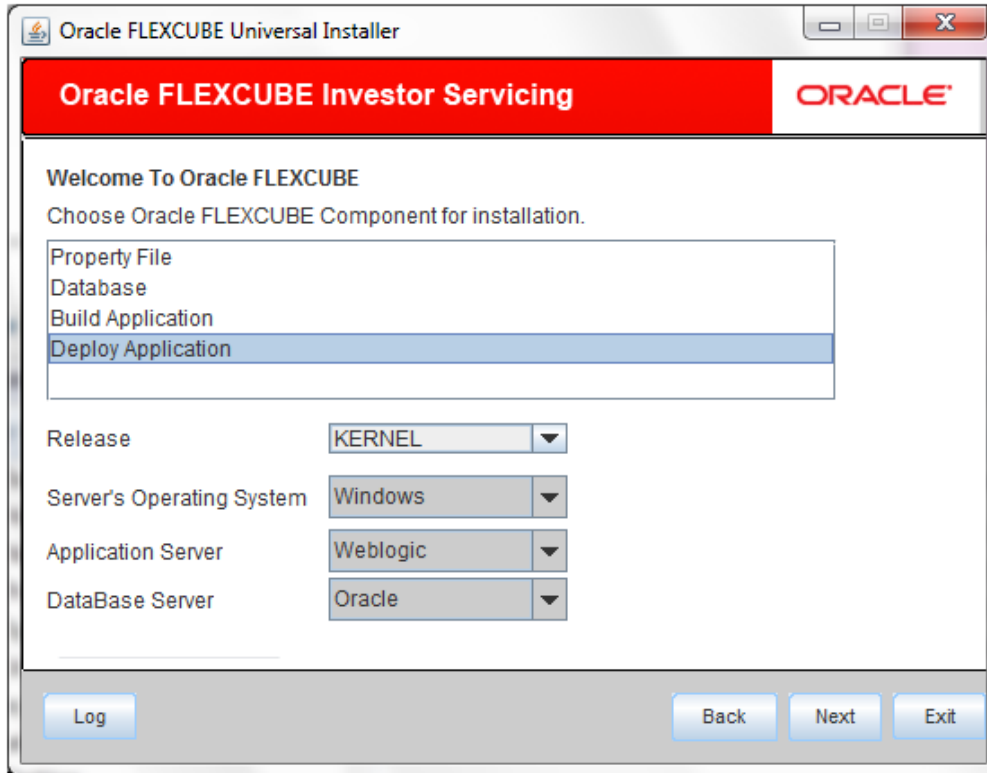 Oracle FLEXCUBE Universal Installer
Oracle FLEXCUBE Investor Servicing
ORACLE
Welcome To Oracle FLEXCUBE
Choose Oracle FLEXCUBE Component for installation.
Property File
Database
Build Application
Deploy Application
Release KERNEL
Server's Operating System Windows
Application Server Weblogic
DataBase Server Oracle
Log Back Next Exit